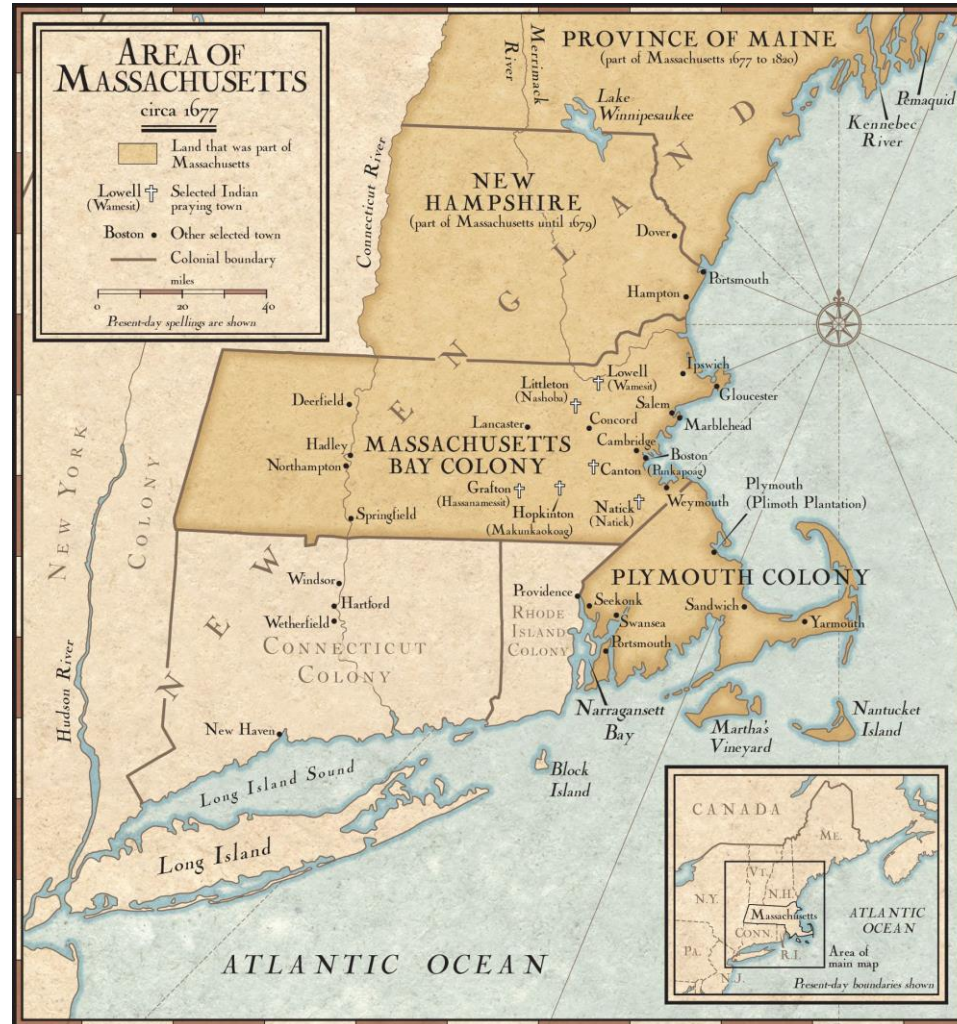 AREA OF
MASSACHUSETTS
circa 1677
Land that was part of
Massachusetts
Lowell
(Wamesit)
Selected Indian
praying town
Boston
Other selected town
Colonial boundary
miles
0 20 40
Present-day spellings are shown
PROVINCE OF MAINE
(part of Massachusetts 1677 to 1820)
Merrimack
River
Lake
Winnipesaukee
Pemaquid
Kennebec
River
Connecticut River
NEW
HAMPSHIRE
(part of Massachusetts until 1679)
Dover
Portsmouth
Hampton
NEW ENGLAND
Ipswich
Gloucester
Lowell
(Wamesit)
Littleton
(Nashoba)
Salem
Marblehead
Deerfield
Lancaster
Concord
Cambridge
Boston
MASSACHUSETTS
BAY COLONY
Hadley
Northampton
Canton (Punkapoag)
Grafton
(Hassanamessit)
Hopkinton
(Makunkaokoag)
Natick
(Natick)
Weymouth
Plymouth
(Plimoth Plantation)
Springfield
NEW YORK
COLONY
Hudson River
PLYMOUTH COLONY
Windsor
Hartford
Wetherfield
CONNECTICUT
COLONY
Providence
RHODE
ISLAND
COLONY
Seekonk
Swansea
Portsmouth
Sandwich
Yarmouth
New Haven
Narragansett
Bay
Martha's
Vineyard
Nantucket
Island
Block
Island
Long Island Sound
Long Island
ATLANTIC OCEAN
CANADA
ME.
VT.
N.H.
N.Y.
Massachusetts
CONN.
R.I.
PA.
N.J.
ATLANTIC
OCEAN
Area of
main map
Present-day boundaries shown